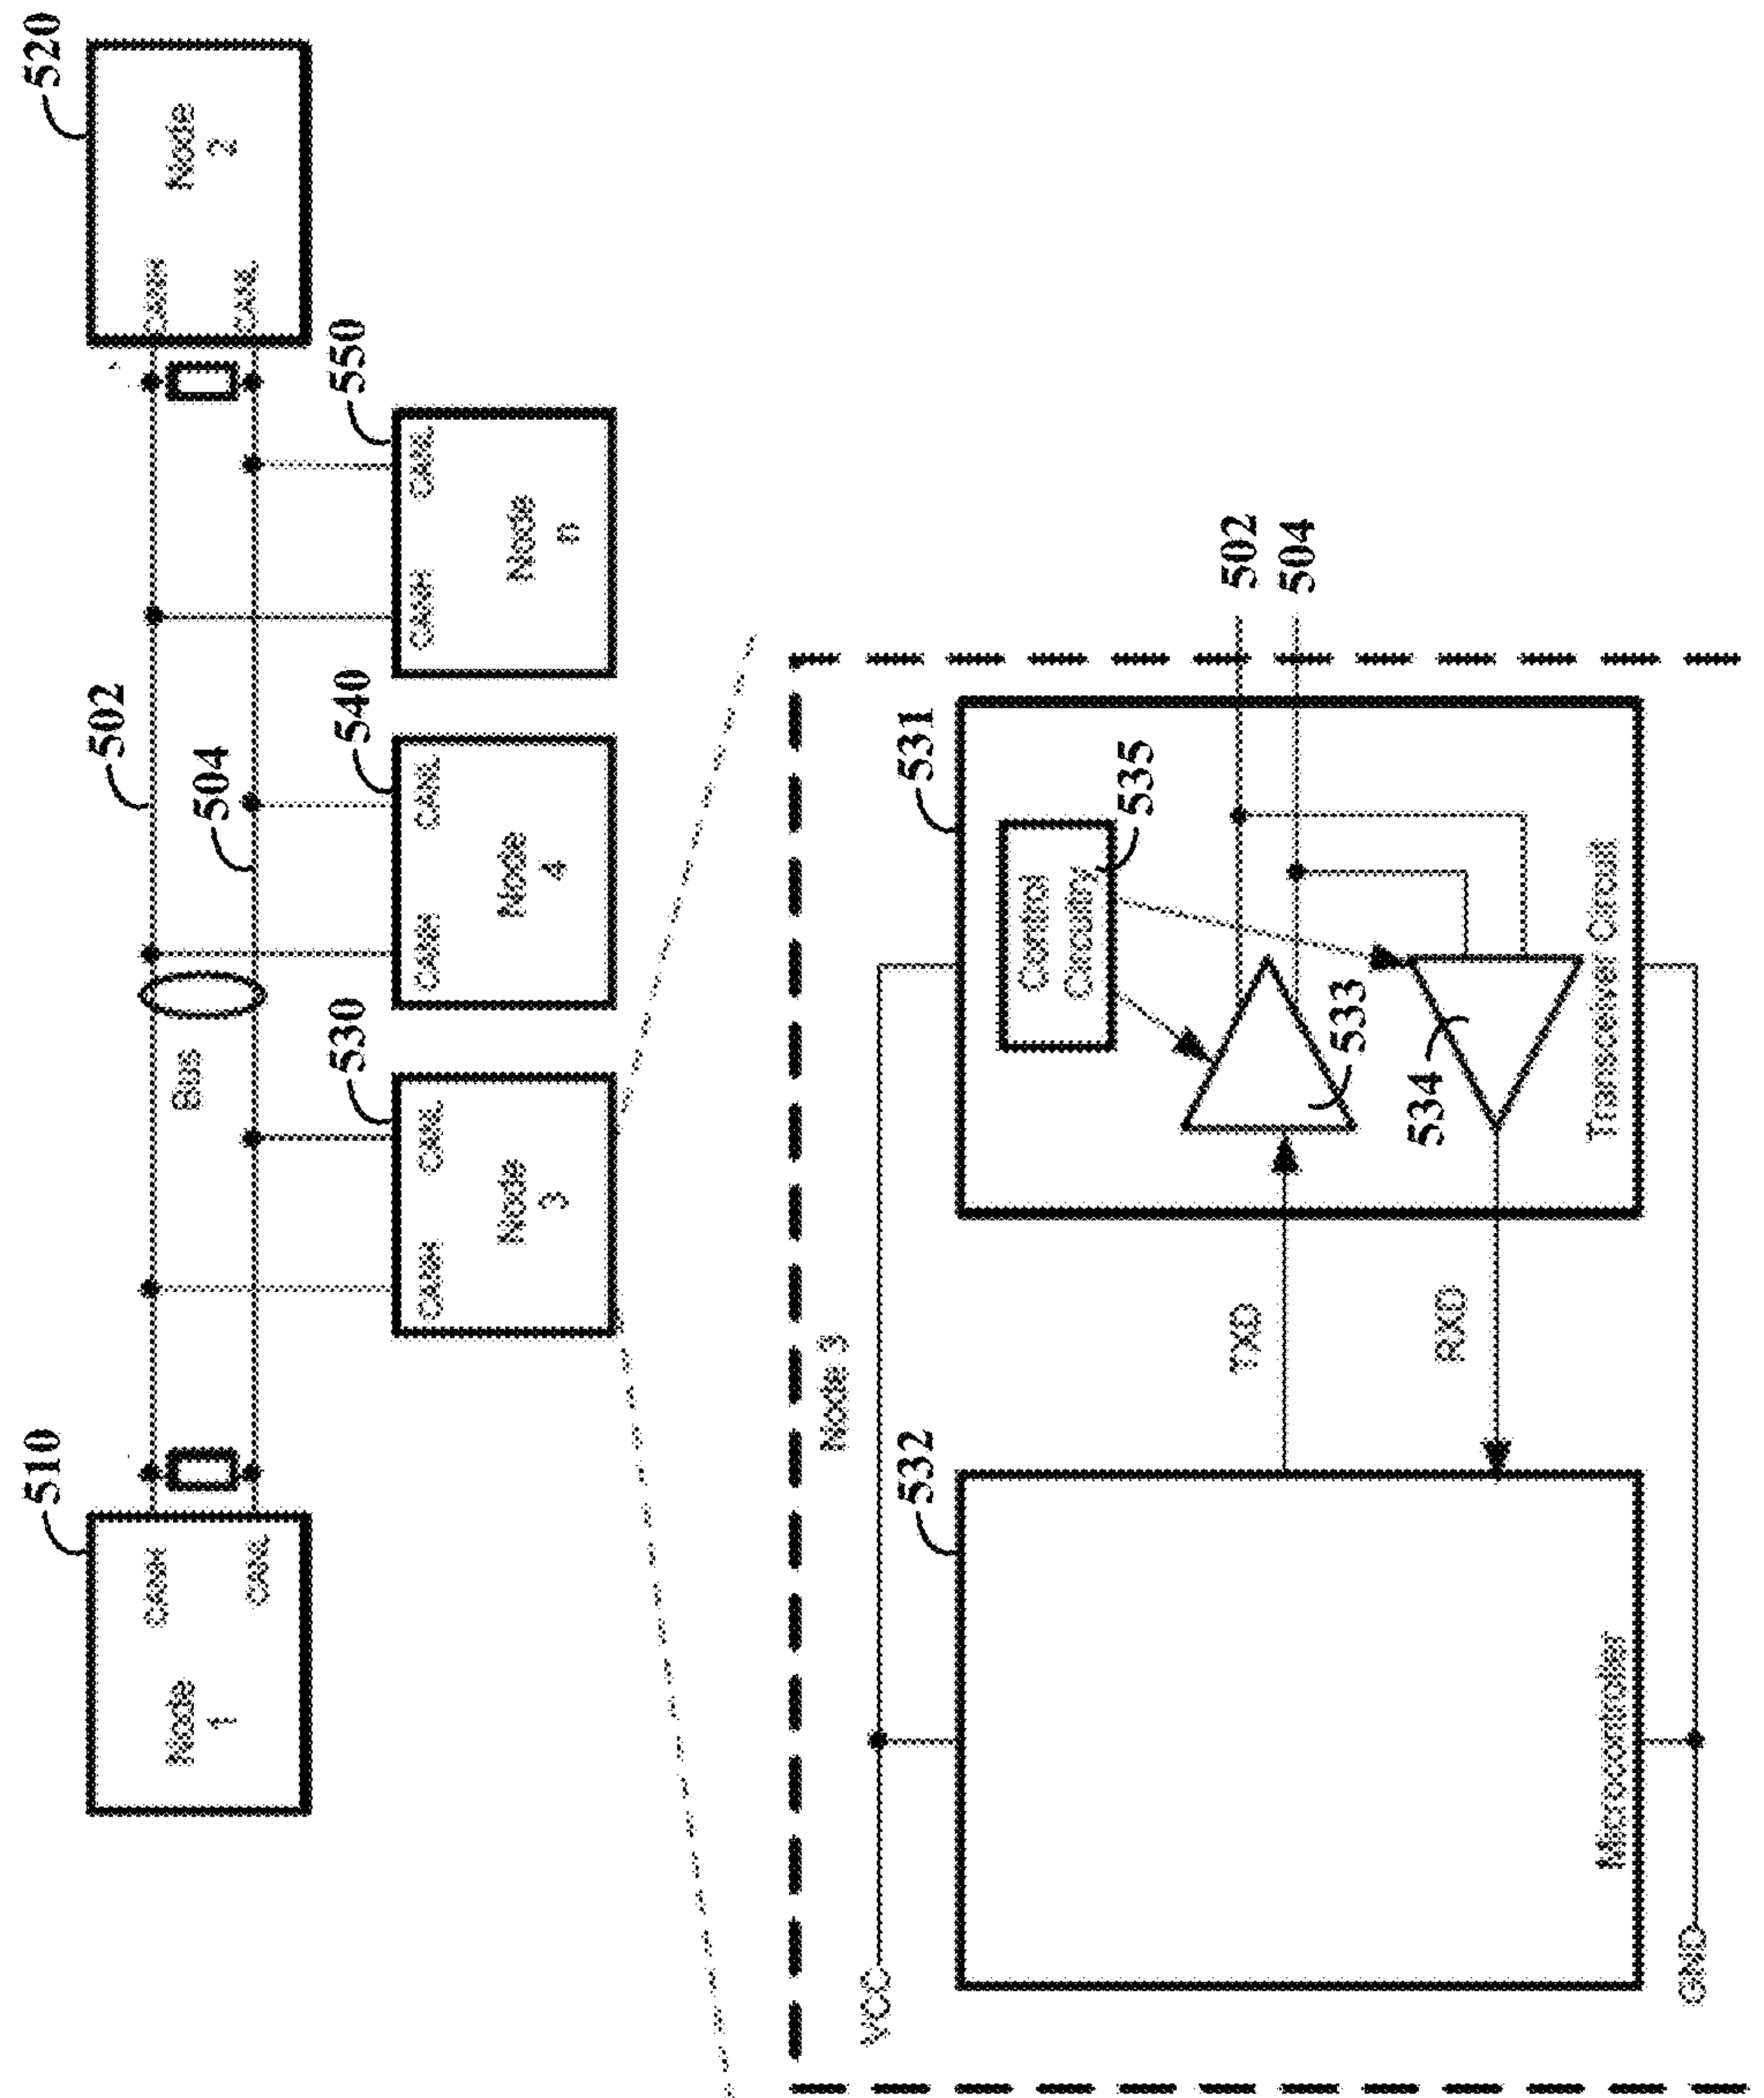 510
Node
1
CANH
CANL
Bus
502
504
520
Node
2
CANH
CANL
530
CANH
CANL
Node
3
540
CANH
CANL
Node
4
550
CANH
CANL
Node
n
Node 3
VCC
GND
532
Microcontroller
TXD
RXD
531
Control
Circuitry
535
533
534
Transceiver Circuit
502
504